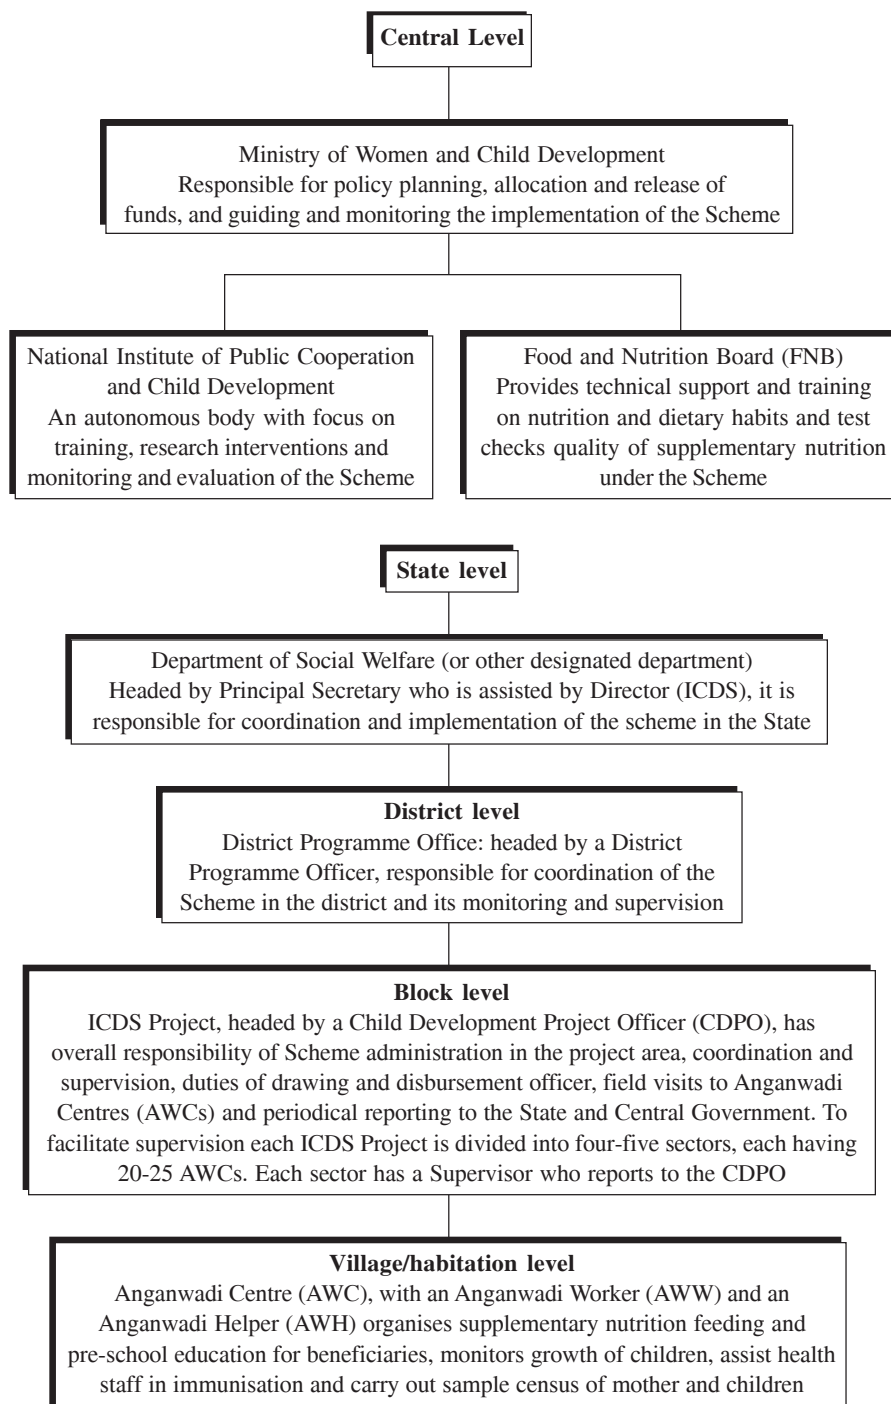 Central Level
Ministry of Women and Child Development
Responsible for policy planning, allocation and release of
funds, and guiding and monitoring the implementation of the Scheme
National Institute of Public Cooperation
and Child Development
An autonomous body with focus on
training, research interventions and
monitoring and evaluation of the Scheme
Food and Nutrition Board (FNB)
Provides technical support and training
on nutrition and dietary habits and test
checks quality of supplementary nutrition
under the Scheme
State level
Department of Social Welfare (or other designated department)
Headed by Principal Secretary who is assisted by Director (ICDS), it is
responsible for coordination and implementation of the scheme in the State
District level
District Programme Office: headed by a District
Programme Officer, responsible for coordination of the
Scheme in the district and its monitoring and supervision
Block level
ICDS Project, headed by a Child Development Project Officer (CDPO), has
overall responsibility of Scheme administration in the project area, coordination and
supervision, duties of drawing and disbursement officer, field visits to Anganwadi
Centres (AWCs) and periodical reporting to the State and Central Government. To
facilitate supervision each ICDS Project is divided into four-five sectors, each having
20-25 AWCs. Each sector has a Supervisor who reports to the CDPO
Village/habitation level
Anganwadi Centre (AWC), with an Anganwadi Worker (AWW) and an
Anganwadi Helper (AWH) organises supplementary nutrition feeding and
pre-school education for beneficiaries, monitors growth of children, assist health
staff in immunisation and carry out sample census of mother and children